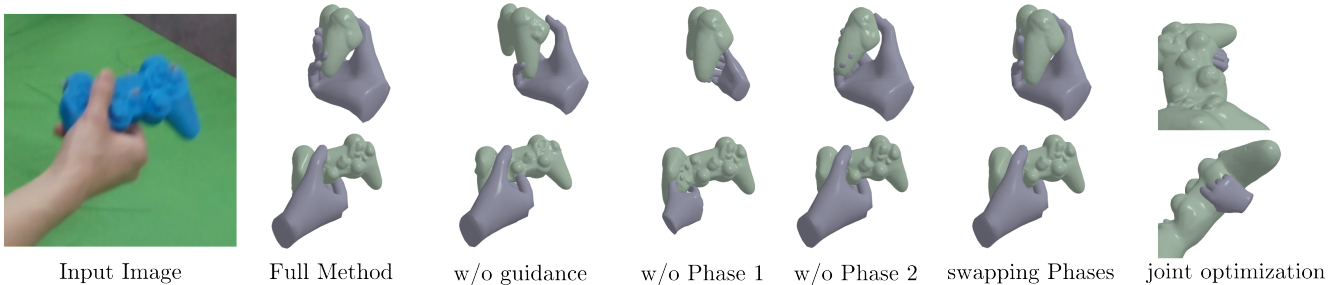 Input Image
Full Method
w/o guidance
w/o Phase 1
w/o Phase 2
swapping Phases
joint optimization